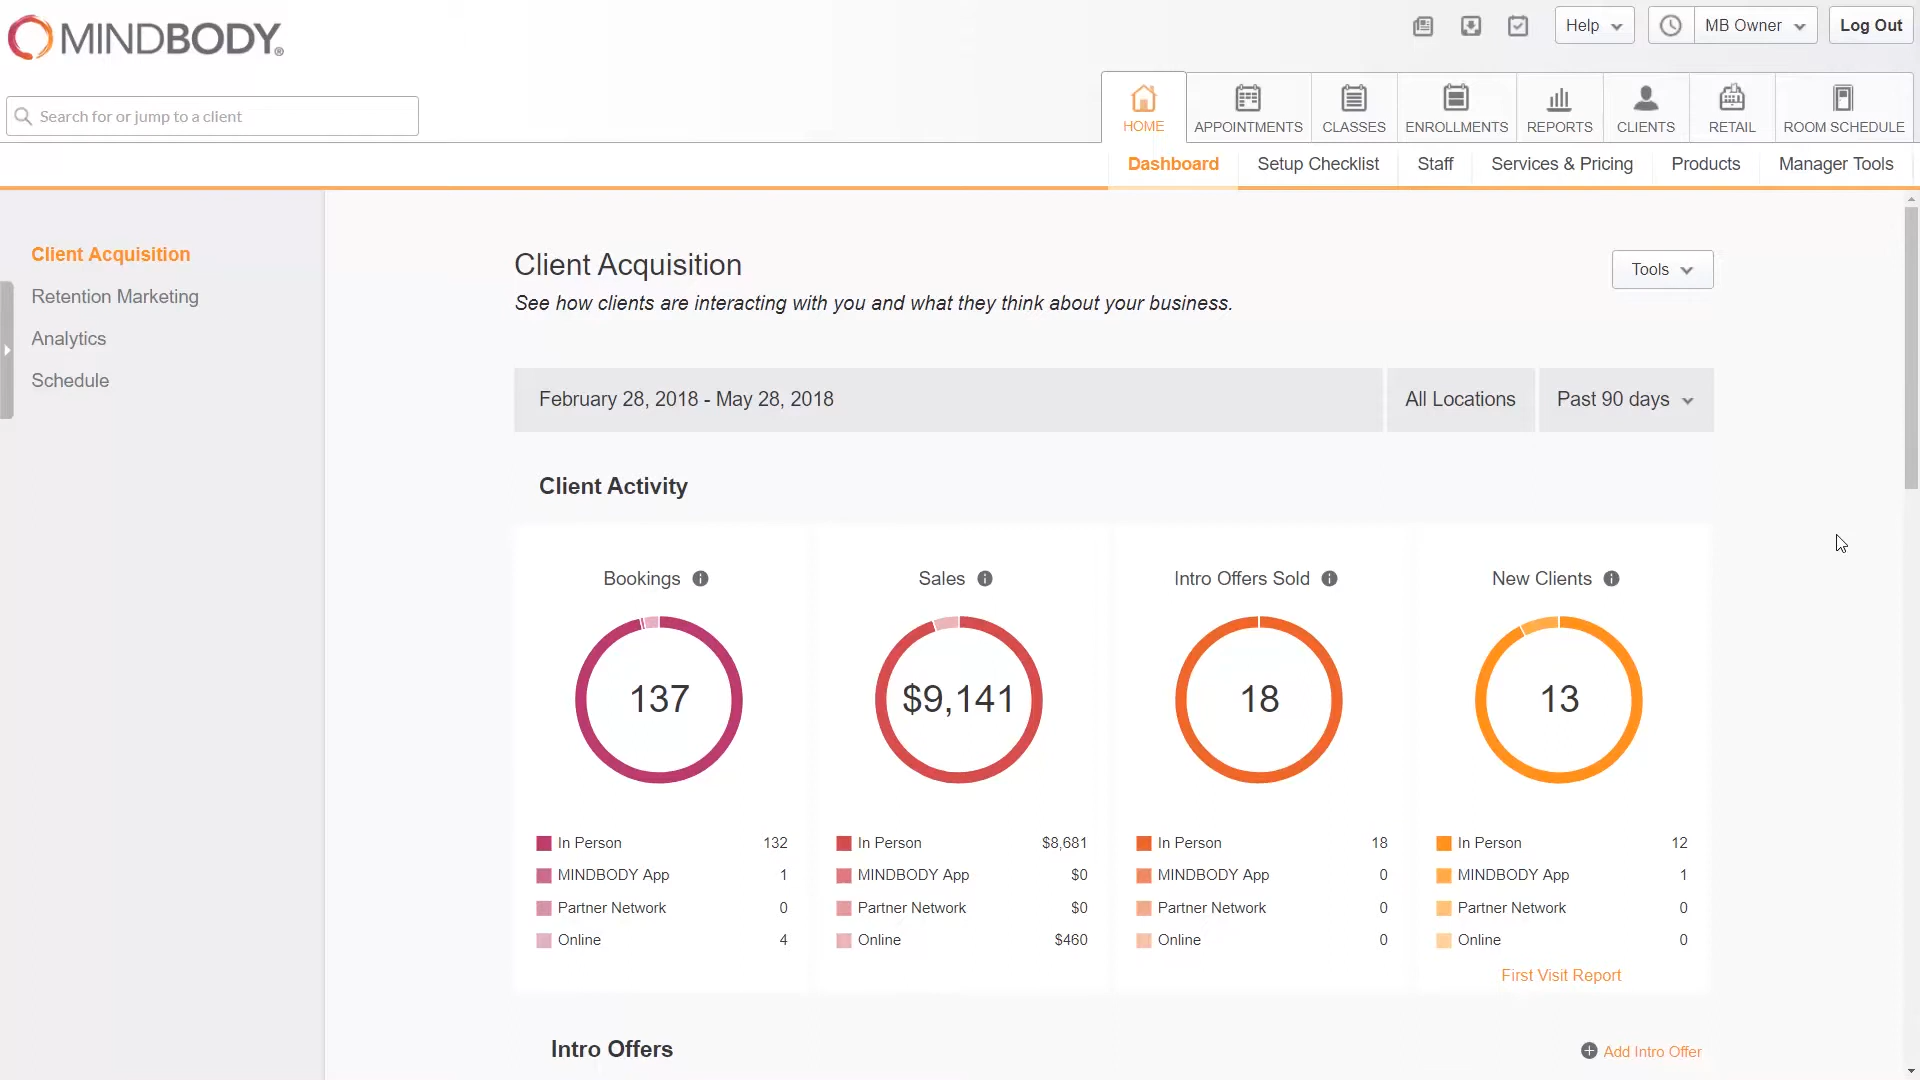 MINDBODY®
Help
MB Owner
Log Out
Search for or jump to a client
HOME
APPOINTMENTS
CLASSES
ENROLLMENTS
REPORTS
CLIENTS
RETAIL
ROOM SCHEDULE
Dashboard
Setup Checklist
Staff
Services & Pricing
Products
Manager Tools
Client Acquisition
Retention Marketing
Analytics
Schedule
Client Acquisition
Tools
See how clients are interacting with you and what they think about your business.
February 28, 2018 - May 28, 2018
All Locations
Past 90 days
Client Activity
Bookings
137
In Person 132
MINDBODY App 1
Partner Network 0
Online 4
Sales
$9,141
In Person $8,681
MINDBODY App $0
Partner Network $0
Online $460
Intro Offers Sold
18
In Person 18
MINDBODY App 0
Partner Network 0
Online 0
New Clients
13
In Person 12
MINDBODY App 1
Partner Network 0
Online 0
First Visit Report
Intro Offers
Add Intro Offer